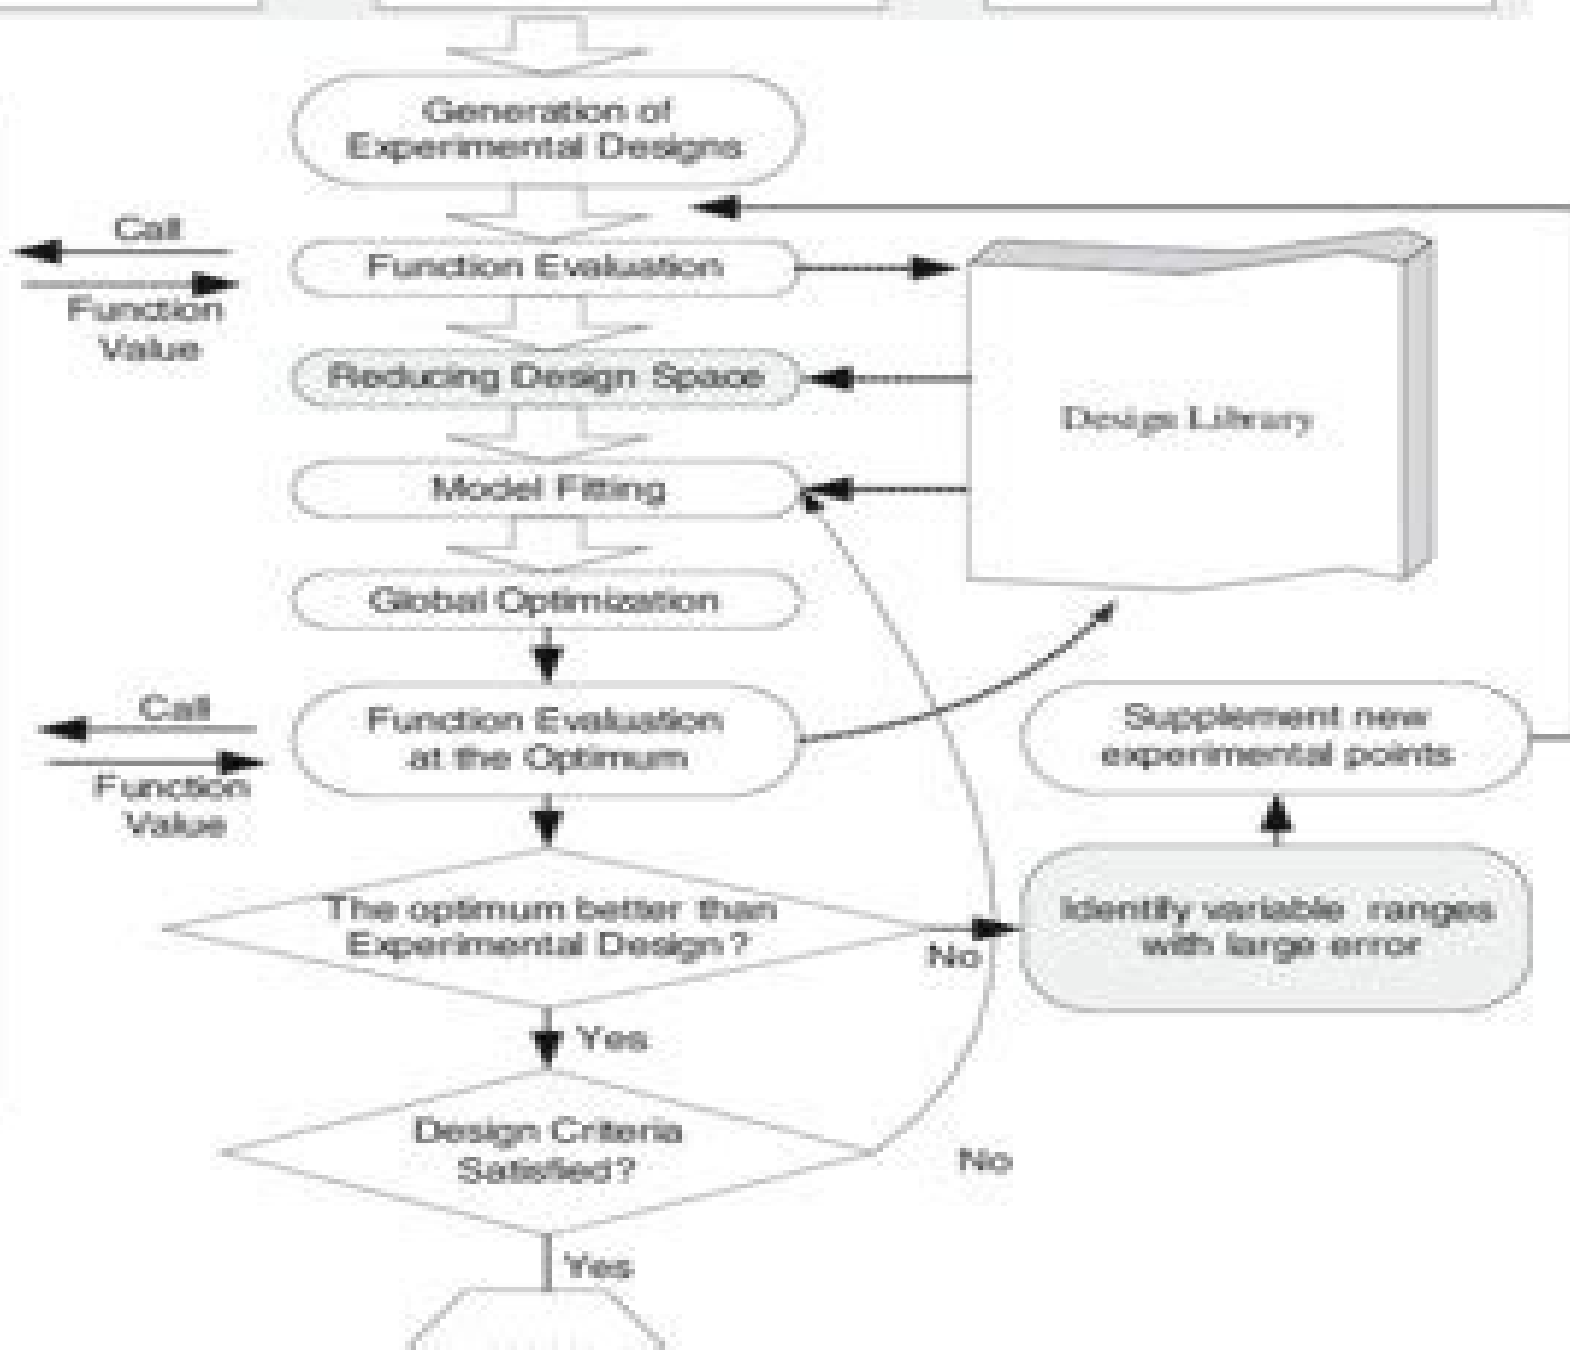 Generation of
Experimental Designs
Call
Function Evaluation
Function
Value
Reducing Design Space
Design Library
Model Fitting
Global Optimization
Call
Function Evaluation
at the Optimum
Function
Value
Supplement new
experimental points
The optimum better than
Experimental Design?
No
Identify variable ranges
with large error
Yes
Design Criteria
Satisfied?
No
Yes